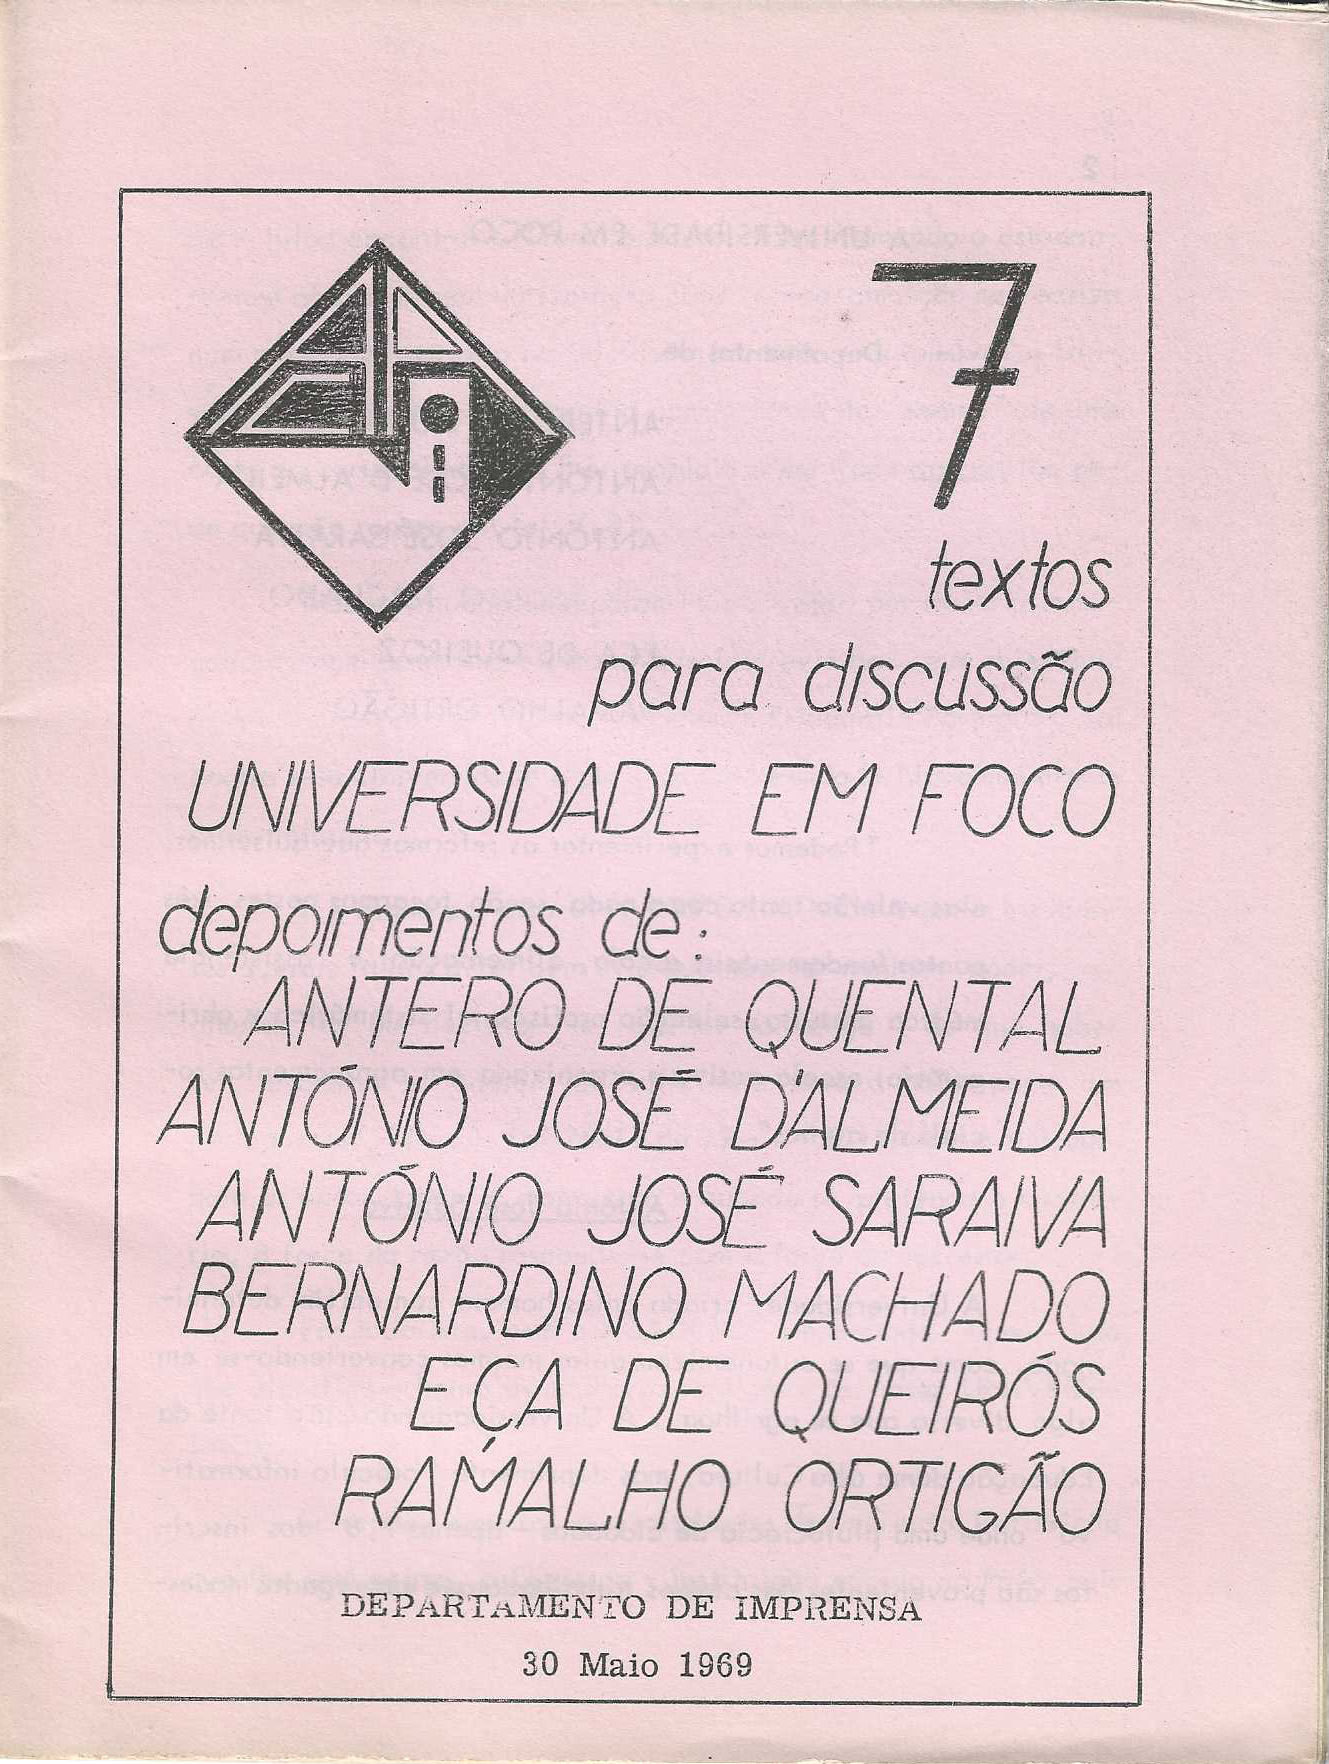 7
textos
para discussão
UNIVERSIDADE EM FOCO
depoimentos de:
ANTERO DE QUENTAL
ANTÓNIO JOSÉ D'ALMEIDA
ANTÓNIO JOSÉ SARAIVA
BERNARDINO MACHADO
EÇA DE QUEIRÓS
RAMALHO ORTIGÃO
DEPARTAMENTO DE IMPRENSA
30 Maio 1969